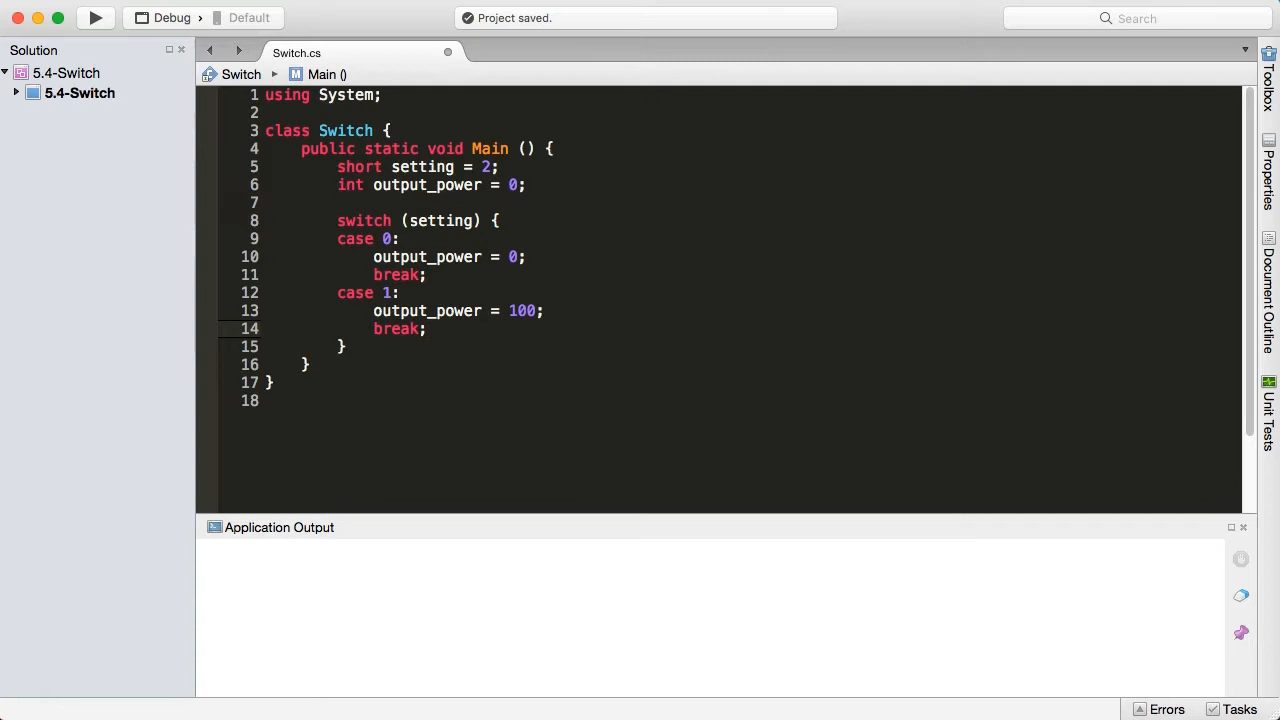 Debug › Default
Project saved.
Search
Solution
5.4-Switch
5.4-Switch
Switch.cs
Switch ▸ M Main ()
1 using System;
2
3 class Switch {
4     public static void Main () {
5         short setting = 2;
6         int output_power = 0;
7
8         switch (setting) {
9         case 0:
10             output_power = 0;
11             break;
12         case 1:
13             output_power = 100;
14             break;
15         }
16     }
17 }
18
Toolbox
Properties
Document Outline
Unit Tests
Application Output
Errors
Tasks